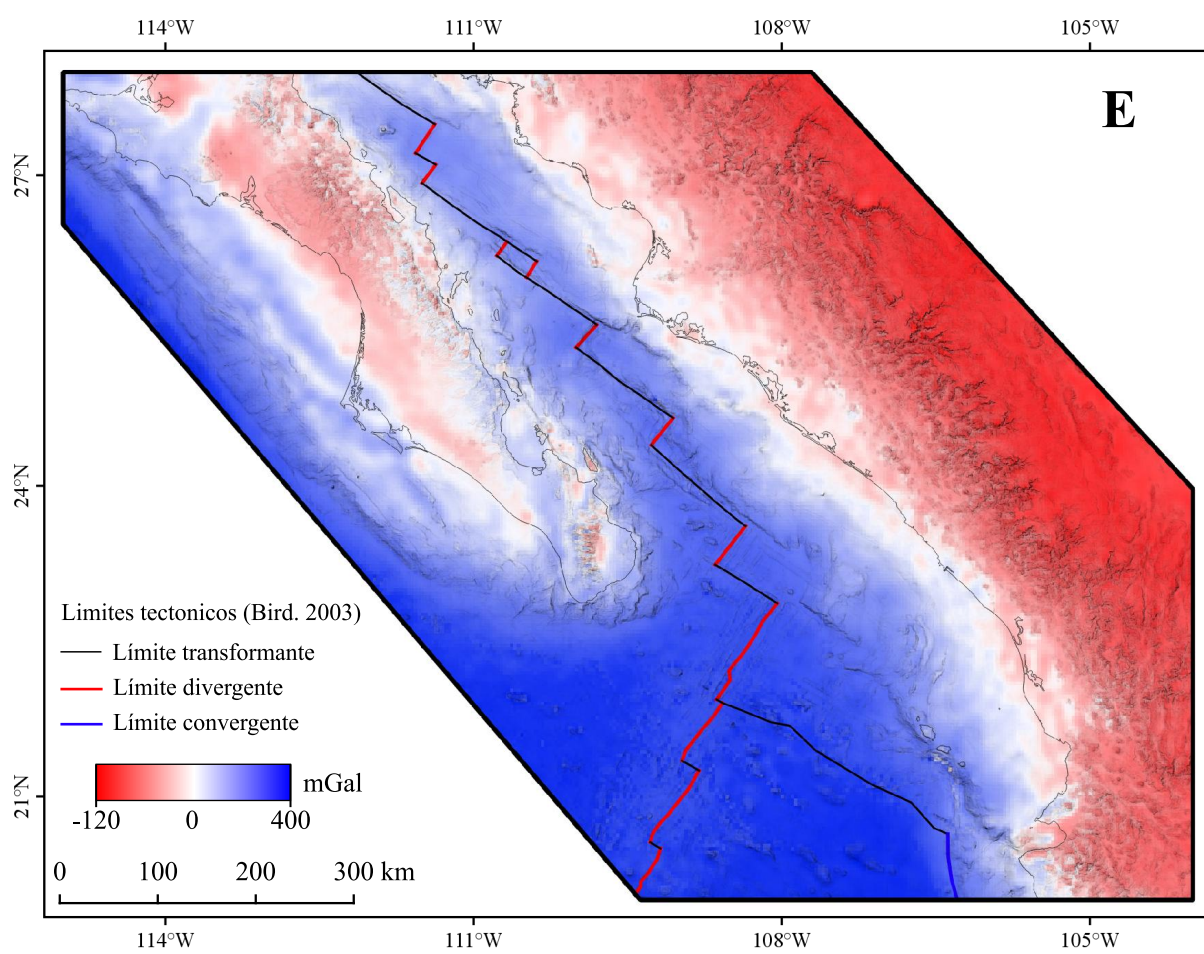 114°W 111°W 108°W 105°W
E
27°N
24°N
21°N
Limites tectonicos (Bird. 2003)
Límite transformante
Límite divergente
Límite convergente
mGal
-120 0 400
0 100 200 300 km
114°W 111°W 108°W 105°W